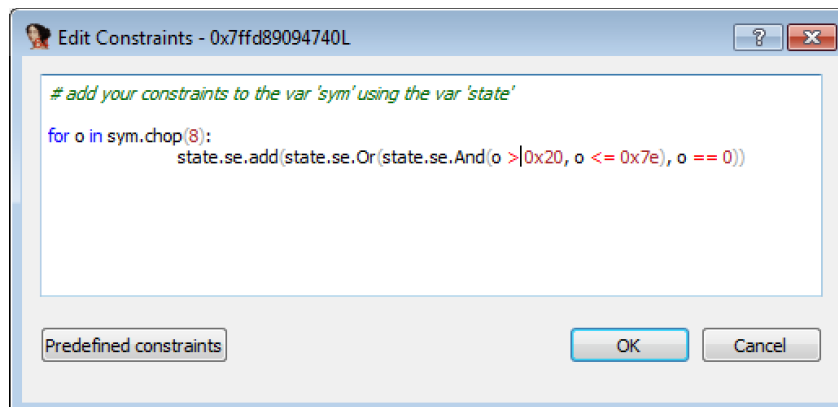 Edit Constraints - 0x7ffd89094740L
?
# add your constraints to the var 'sym' using the var 'state'
for o in sym.chop(8):
state.se.add(state.se.Or(state.se.And(o > 0x20, o <= 0x7e), o == 0))
Predefined constraints
OK
Cancel